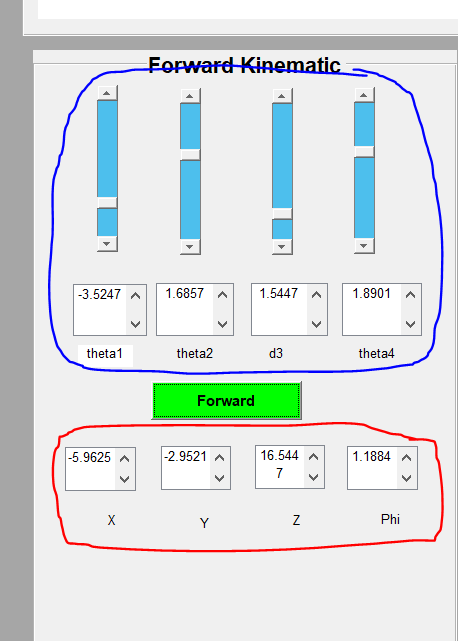 Forward Kinematic
-3.5247 1.6857 1.5447 1.8901
theta1 theta2 d3 theta4
Forward
-5.9625 -2.9521 16.544 1.1884
7
X Y Z Phi